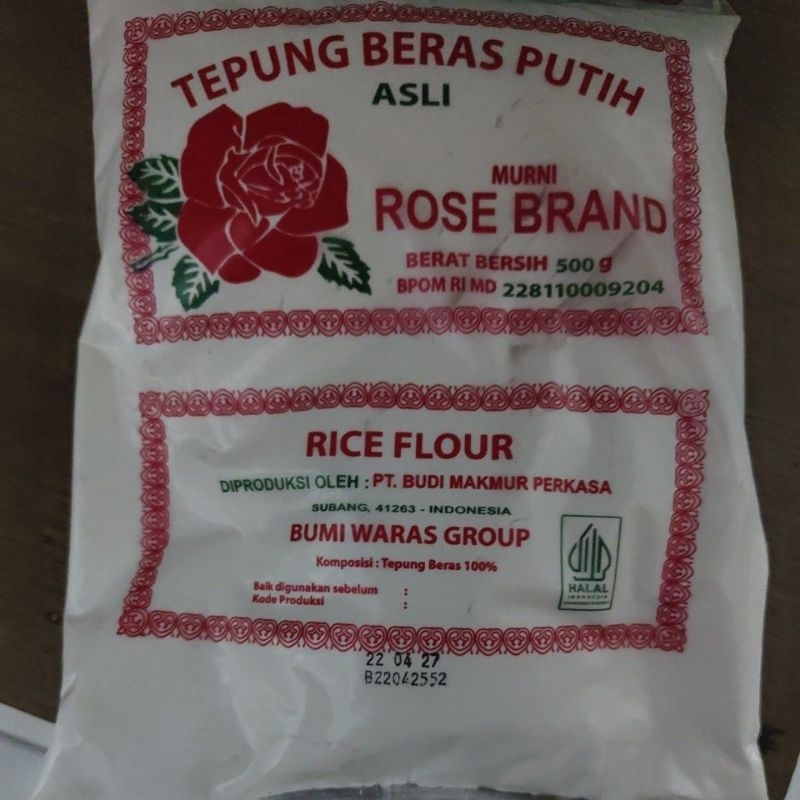 TEPUNG BERAS PUTIH
ASLI
MURNI
ROSE BRAND
BERAT BERSIH 500 g
BPOM RI MD 228110009204
RICE FLOUR
DIPRODUKSI OLEH : PT. BUDI MAKMUR PERKASA
SUBANG, 41263 - INDONESIA
BUMI WARAS GROUP
Komposisi : Tepung Beras 100%
HALAL
INDONESIA
Baik digunakan sebelum :
Kode Produksi :
22 04 27
B22042552